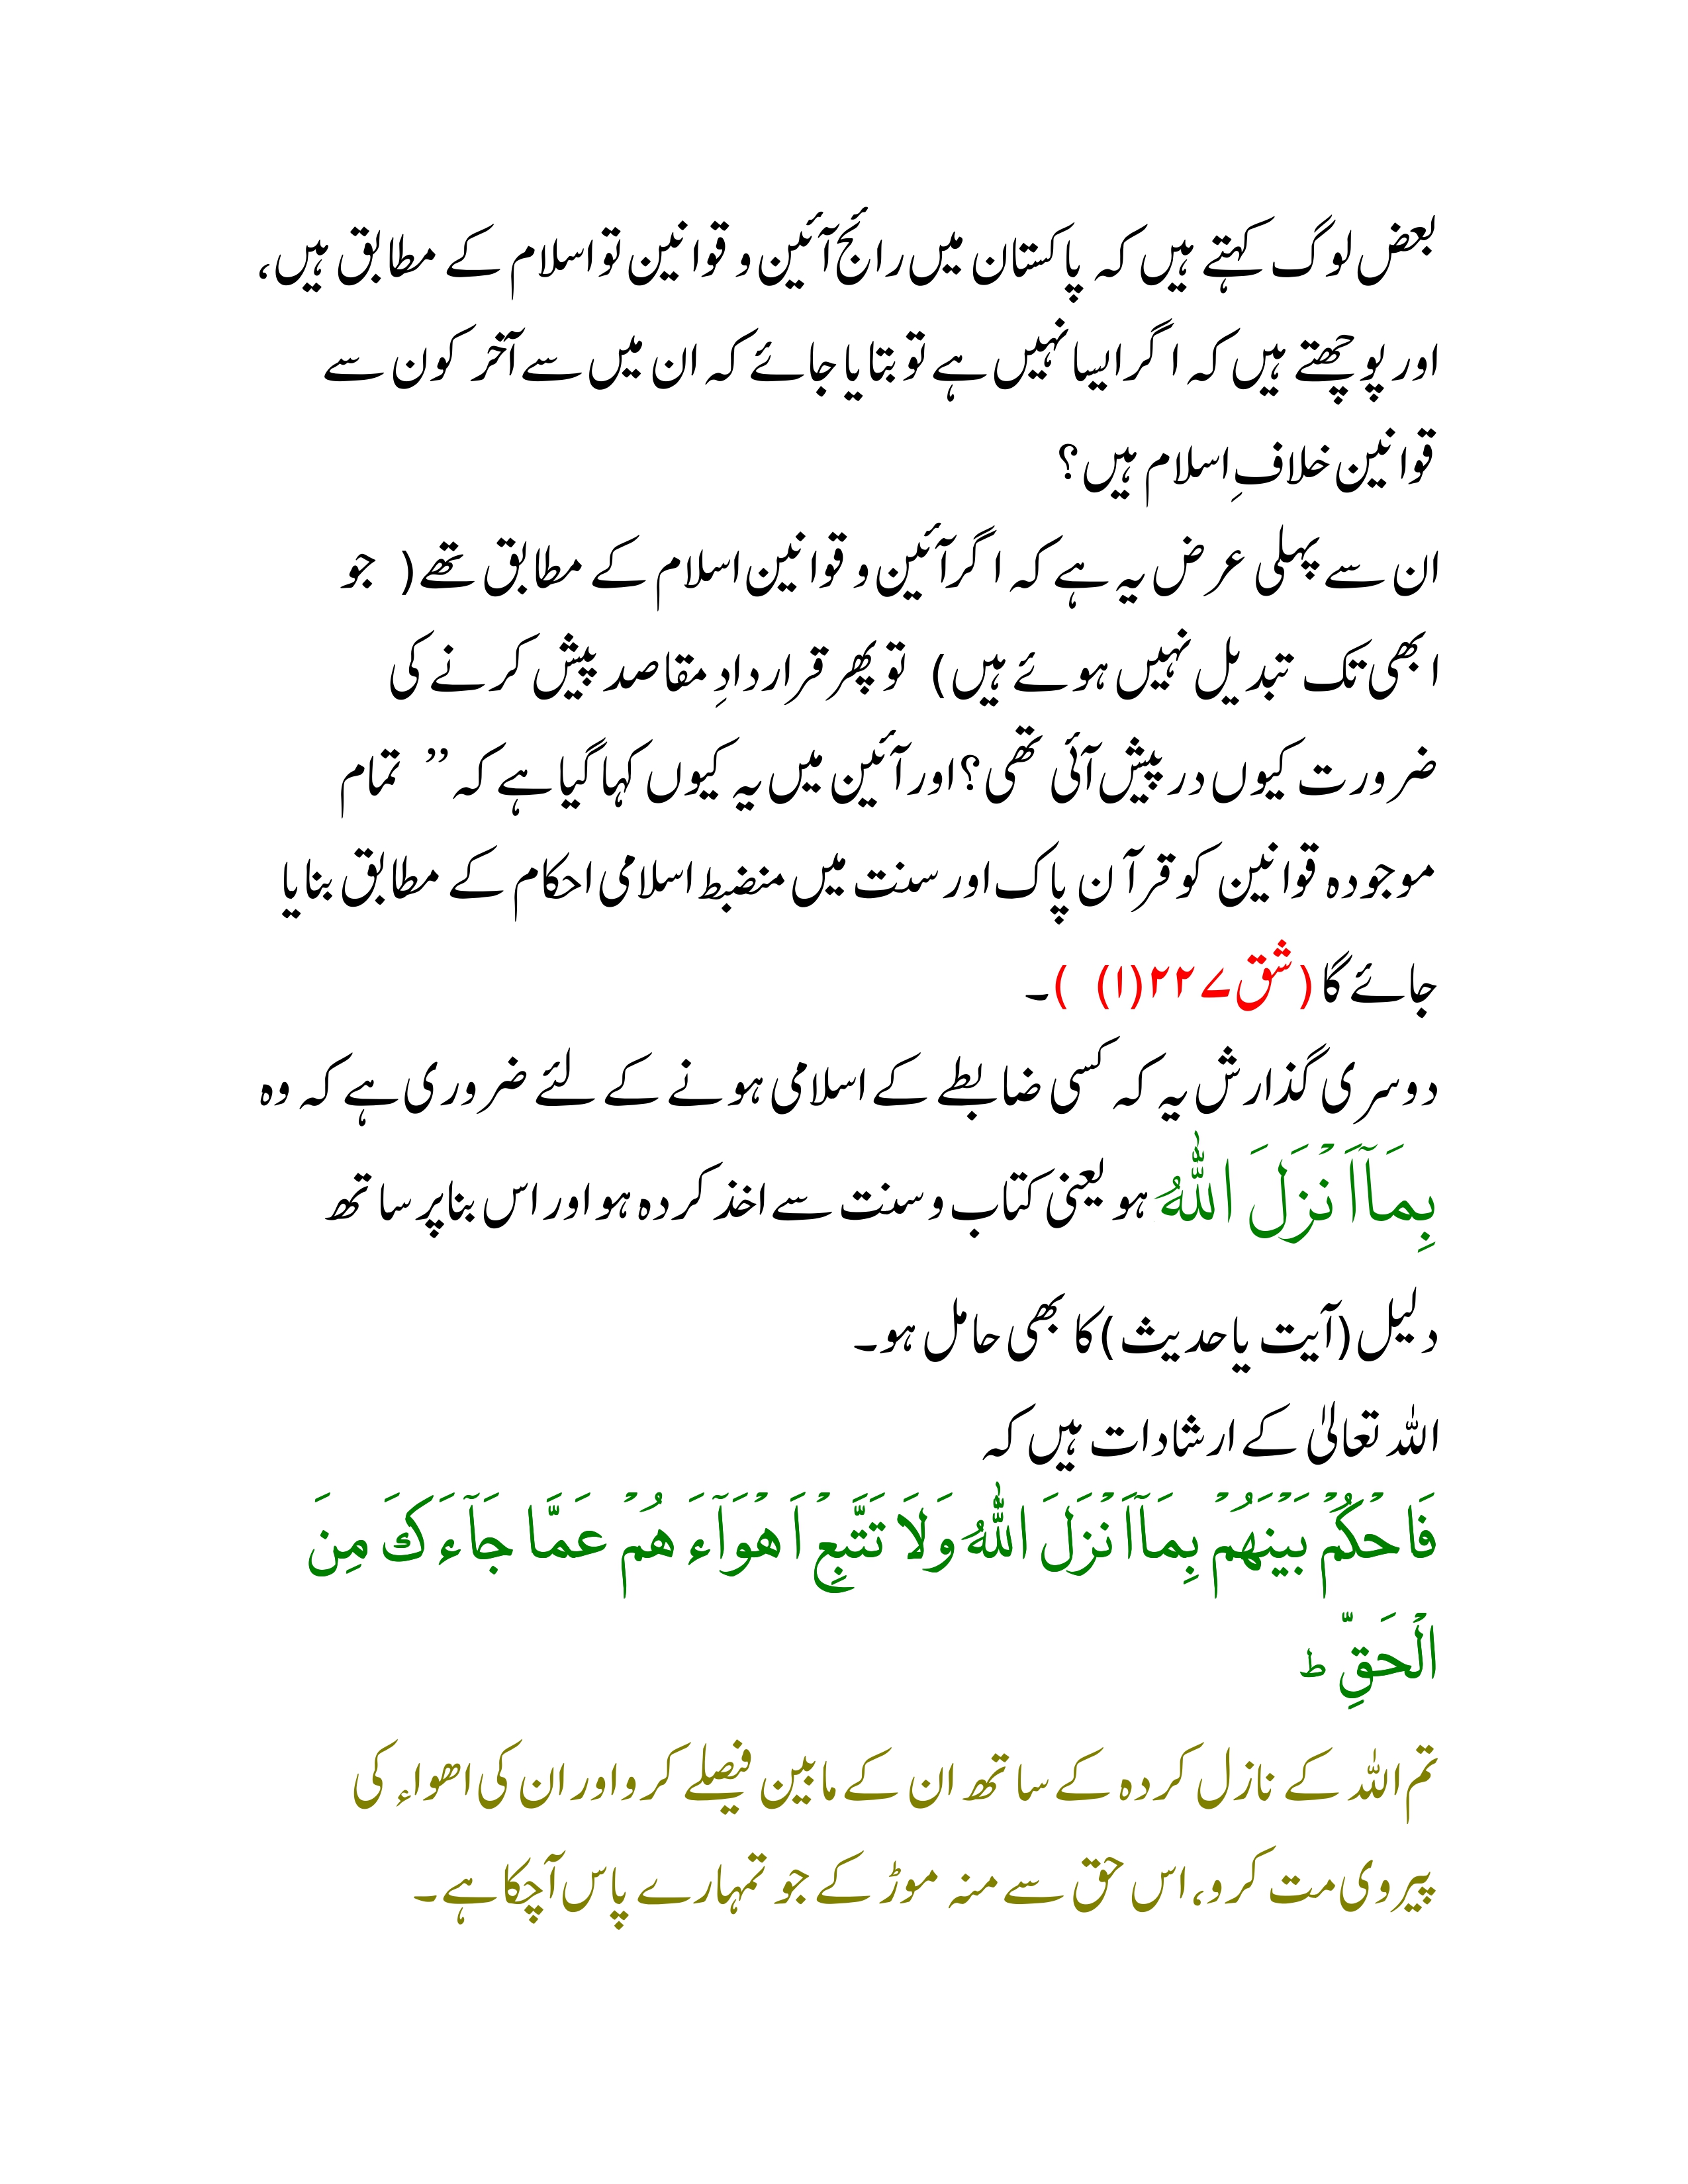 بعض لوگ کہتے ہیں کہ پاکستان میں رائج آئین و قوانین تو اسلام کے مطابق ہیں،
اور پوچھتے ہیں کہ اگر ایسا نہیں ہے تو بتایا جائے کہ ان میں سے آخر کون سے
قوانین خلافِ اسلام ہیں؟
ان سے پہلی عرض یہ ہے کہ اگر آئین و قوانین اسلام کے مطابق تھے( جو
ابھی تک تبدیل نہیں ہوئے ہیں) تو پھر قراردادِ مقاصد پیش کرنے کی
ضرورت کیوں درپیش آئی تھی؟ اور آئین میں یہ کیوں کہا گیا ہے کہ ” تمام
موجودہ قوانین کو قرآن پاک اور سنت میں منضبط اسلامی احکام کے مطابق بنایا
جائے گا (شق ۲۲۷(۱) )۔
دوسری گذارش یہ کہ کسی ضابطے کے اسلامی ہونے کے لئے ضروری ہے کہ وہ
بِمَآاَنْزَلَ اللّٰہُ ہو یعنی کتاب و سنت سے اخذ کردہ ہو اور اس بنا پر ساتھ
دلیل (آیت یا حدیث) کا بھی حامل ہو۔
اللہ تعالیٰ کے ارشادات ہیں کہ
فَاحْکُمْ بَیْنَھُمْ بِمَآاَنْزَلَ اللّٰہُ وَلَا تَتَّبِعْ اَھْوَآءَ ھُمْ عَمَّا جَآءَ کَ مِنَ
الْحَقِّ ط
تم اللہ کے نازل کردہ کے ساتھ ان کے مابین فیصلے کرو اور ان کی اھواء کی
پیروی مت کرو، اس حق سے منہ موڑ کے جو تمہارے پاس آچکا ہے۔